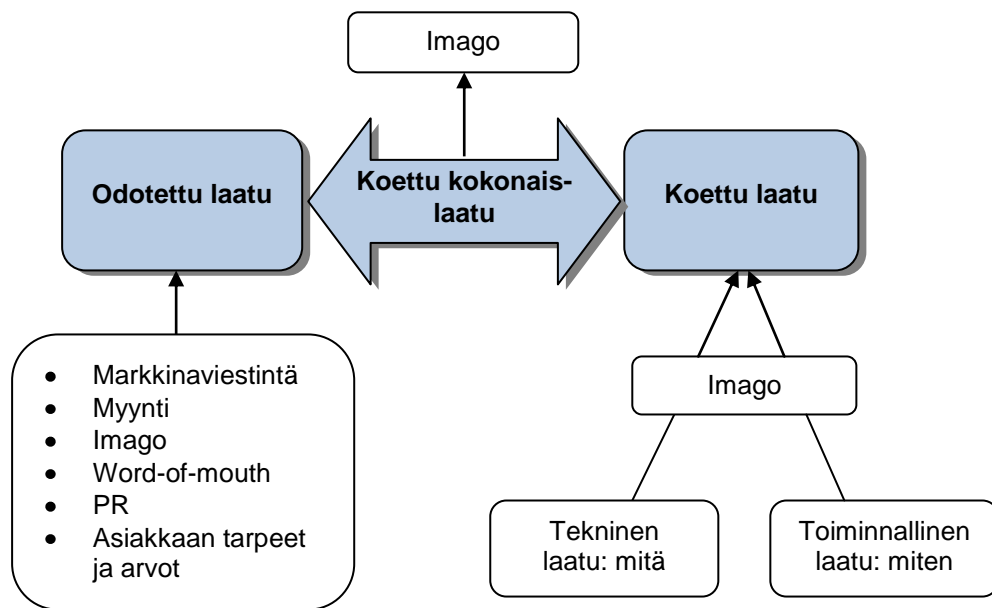 Imago
Odotettu laatu
Koettu kokonais-
laatu
Koettu laatu
• Markkinaviestintä
• Myynti
• Imago
• Word-of-mouth
• PR
• Asiakkaan tarpeet
ja arvot
Imago
Tekninen
laatu: mitä
Toiminnallinen
laatu: miten